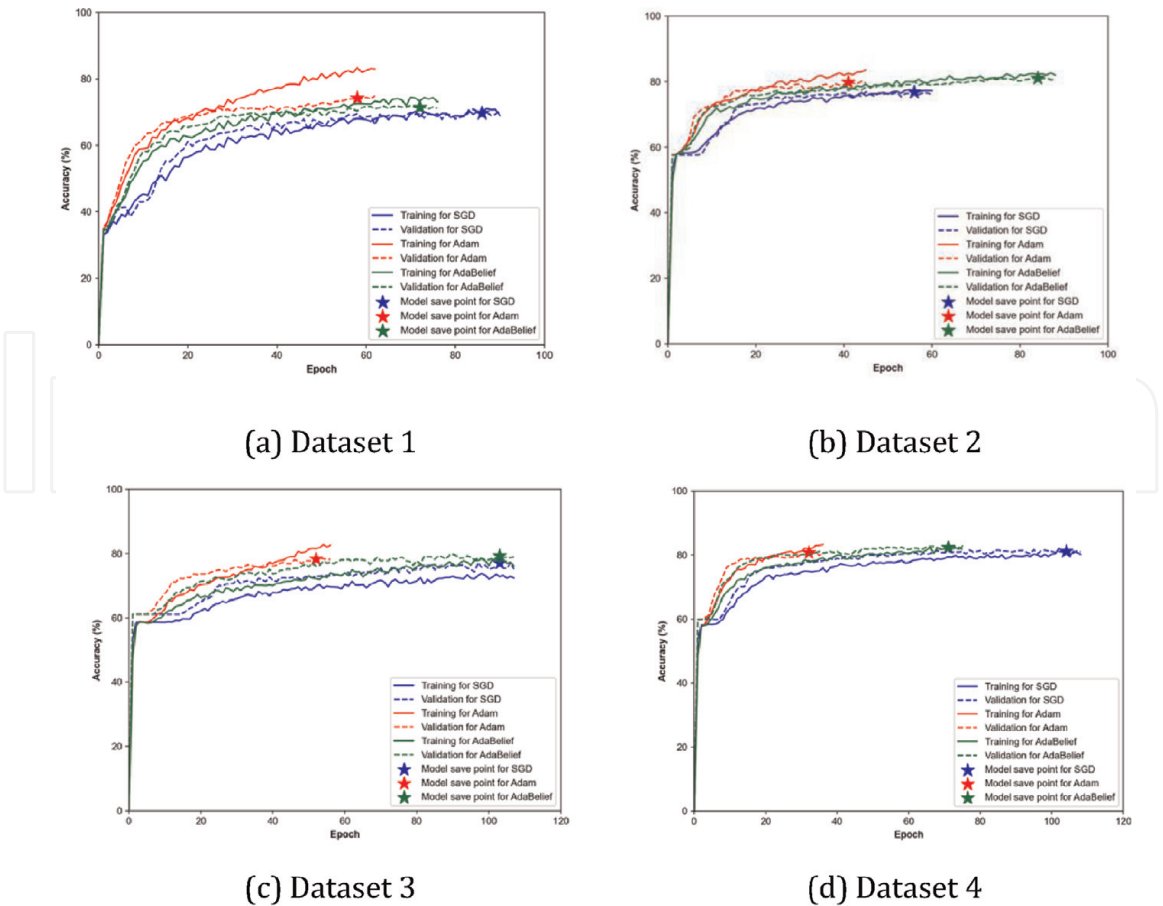 100
80
60
40
20
0
Accuracy (%)
0 20 40 60 80 100
Epoch
Training for SGD
Validation for SGD
Training for Adam
Validation for Adam
Training for AdaBelief
Validation for AdaBelief
Model save point for SGD
Model save point for Adam
Model save point for AdaBelief
(a) Dataset 1
100
80
60
40
20
0
Accuracy (%)
0 20 40 60 80 100
Epoch
Training for SGD
Validation for SGD
Training for Adam
Validation for Adam
Training for AdaBelief
Validation for AdaBelief
Model save point for SGD
Model save point for Adam
Model save point for AdaBelief
(b) Dataset 2
100
80
60
40
20
0
Accuracy (%)
0 20 40 60 80 100 120
Epoch
Training for SGD
Validation for SGD
Training for Adam
Validation for Adam
Training for AdaBelief
Validation for AdaBelief
Model save point for SGD
Model save point for Adam
Model save point for AdaBelief
(c) Dataset 3
100
80
60
40
20
0
Accuracy (%)
0 20 40 60 80 100 120
Epoch
Training for SGD
Validation for SGD
Training for Adam
Validation for Adam
Training for AdaBelief
Validation for AdaBelief
Model save point for SGD
Model save point for Adam
Model save point for AdaBelief
(d) Dataset 4